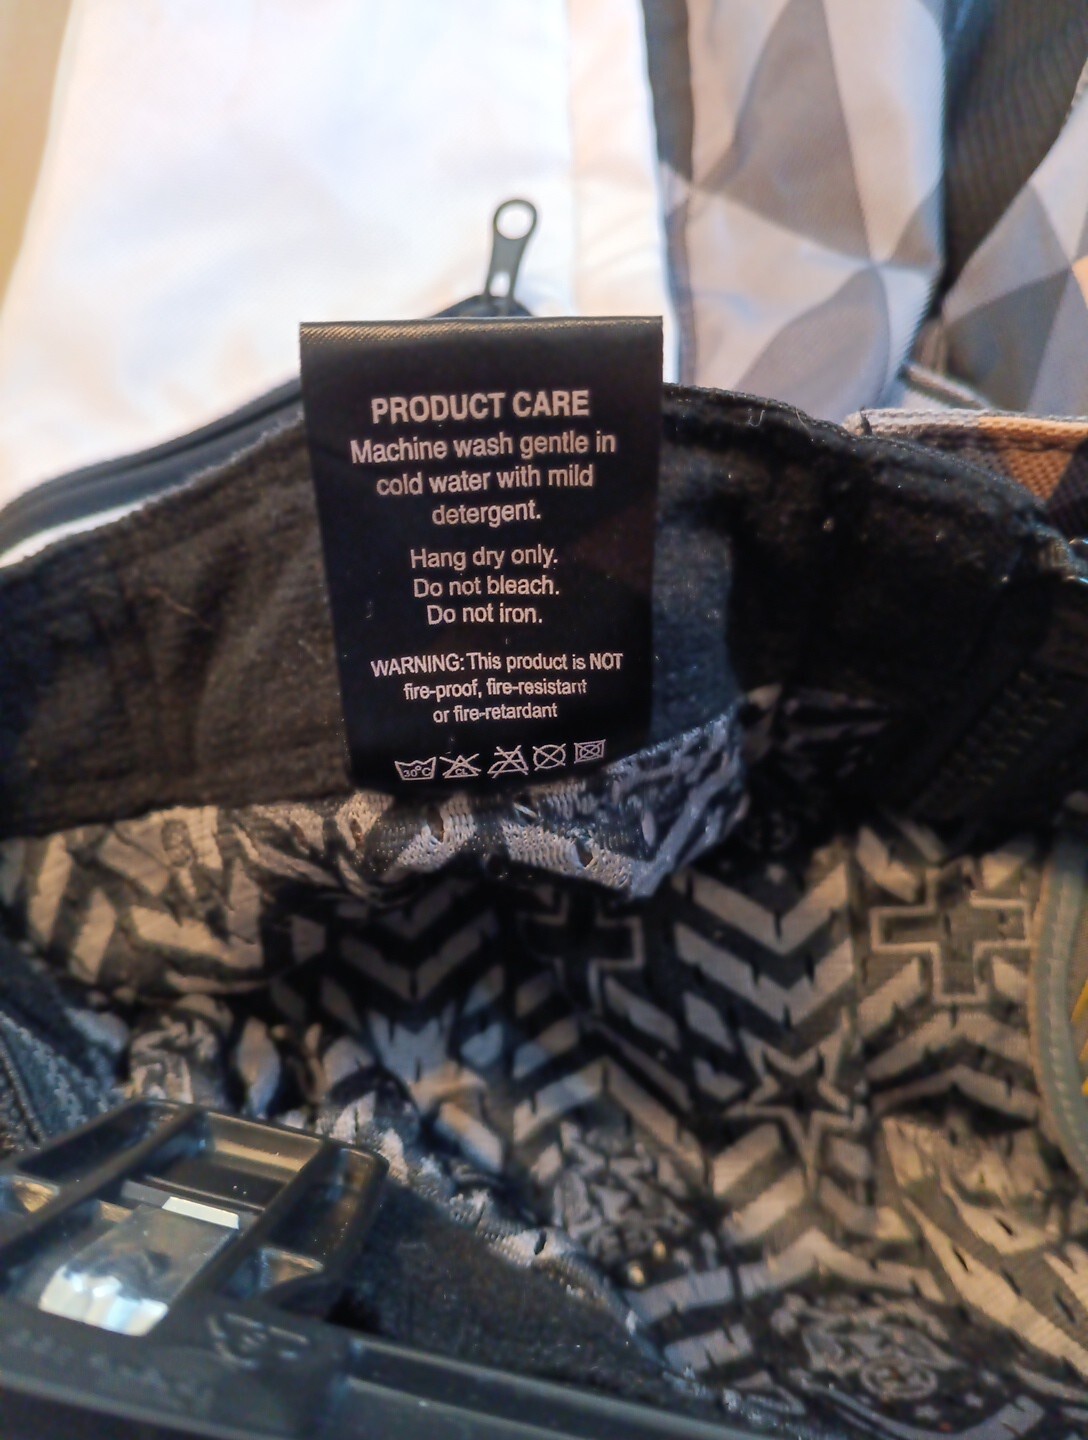 PRODUCT CARE
Machine wash gentle in
cold water with mild
detergent.
Hang dry only.
Do not bleach.
Do not iron.
WARNING: This product is NOT
fire-proof, fire-resistant
or fire-retardant
30°C CL